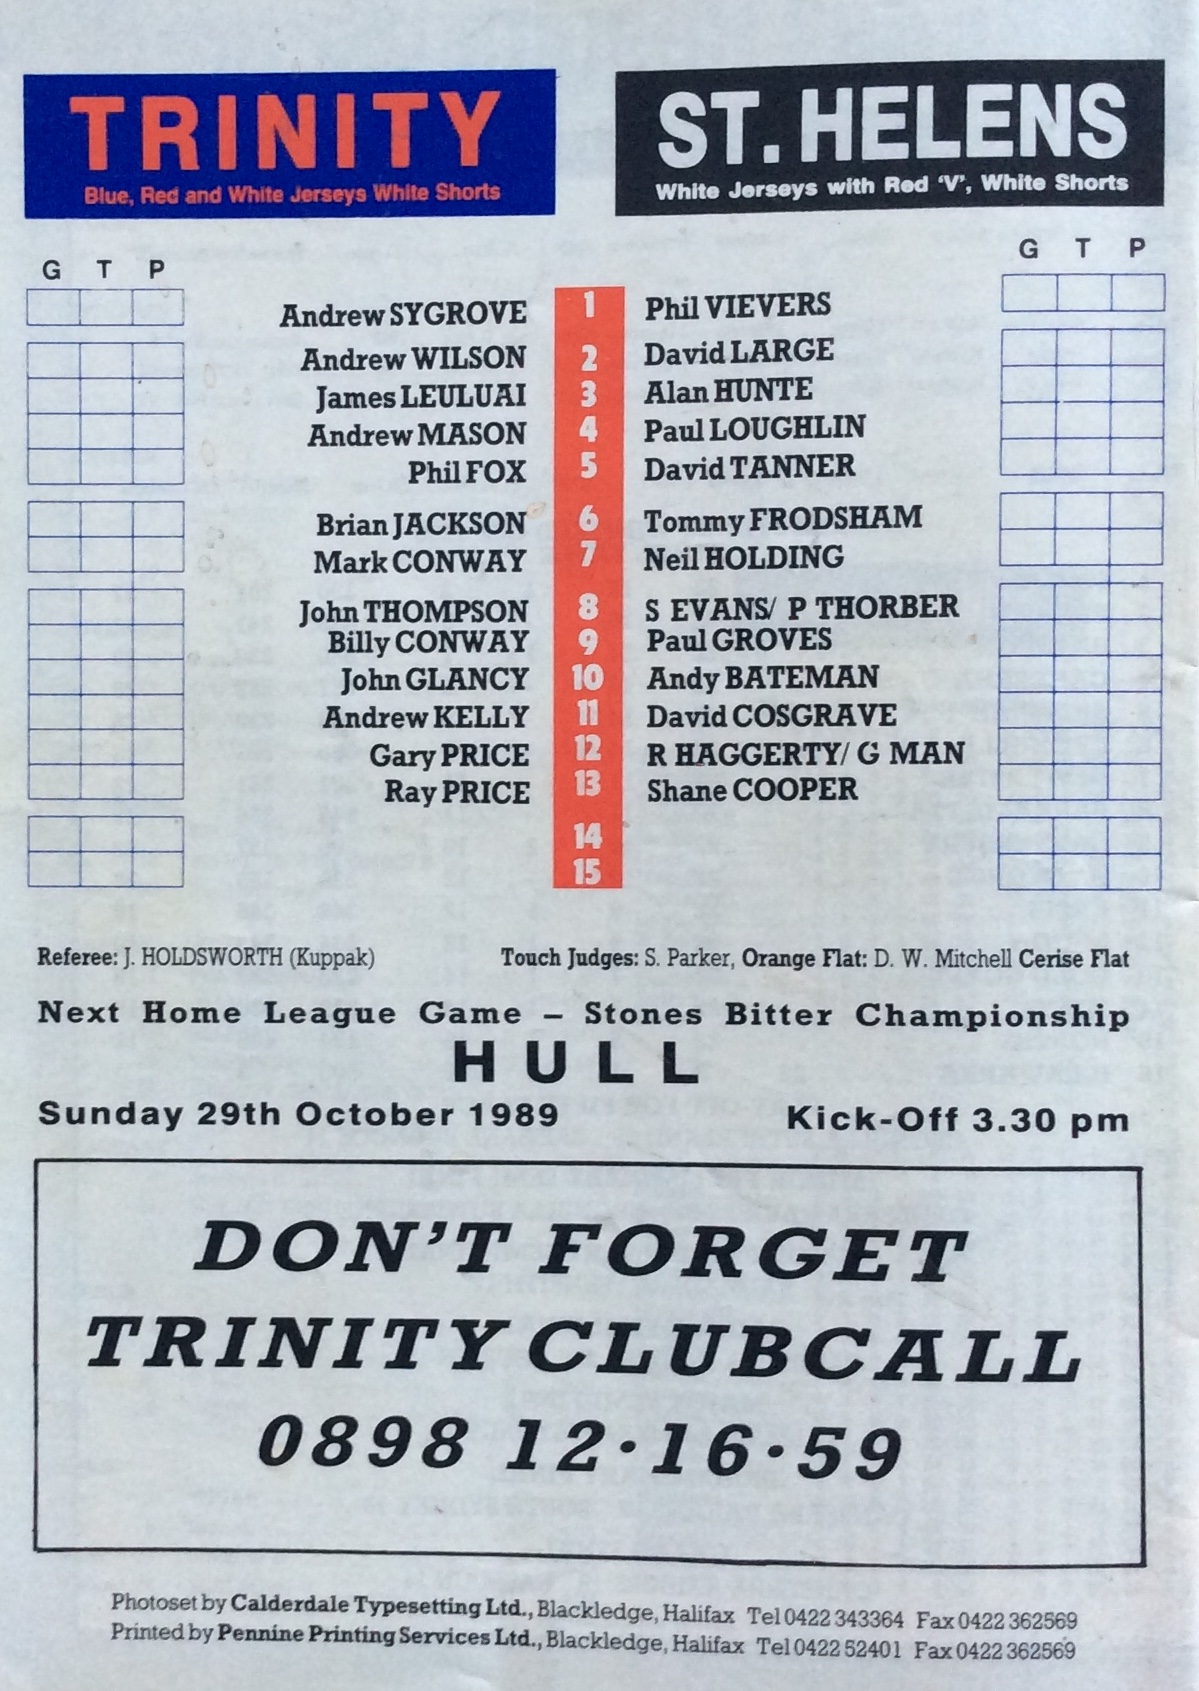 TRINITY
Blue, Red and White Jerseys White Shorts
ST. HELENS
White Jerseys with Red 'V', White Shorts
G T P
G T P
Andrew SYGROVE 1 Phil VIEVERS
Andrew WILSON 2 David LARGE
James LEULUAI 3 Alan HUNTE
Andrew MASON 4 Paul LOUGHLIN
Phil FOX 5 David TANNER
Brian JACKSON 6 Tommy FRODSHAM
Mark CONWAY 7 Neil HOLDING
John THOMPSON 8 S EVANS/ P THORBER
Billy CONWAY 9 Paul GROVES
John GLANCY 10 Andy BATEMAN
Andrew KELLY 11 David COSGRAVE
Gary PRICE 12 R HAGGERTY/ G MAN
Ray PRICE 13 Shane COOPER
14
15
Referee: J. HOLDSWORTH (Kuppak) Touch Judges: S. Parker, Orange Flat: D. W. Mitchell Cerise Flat
Next Home League Game – Stones Bitter Championship
HULL
Sunday 29th October 1989 Kick-Off 3.30 pm
DON'T FORGET
TRINITY CLUBCALL
0898 12·16·59
Photoset by Calderdale Typesetting Ltd., Blackledge, Halifax Tel 0422 343364 Fax 0422 362569
Printed by Pennine Printing Services Ltd., Blackledge, Halifax Tel 0422 52401 Fax 0422 362569